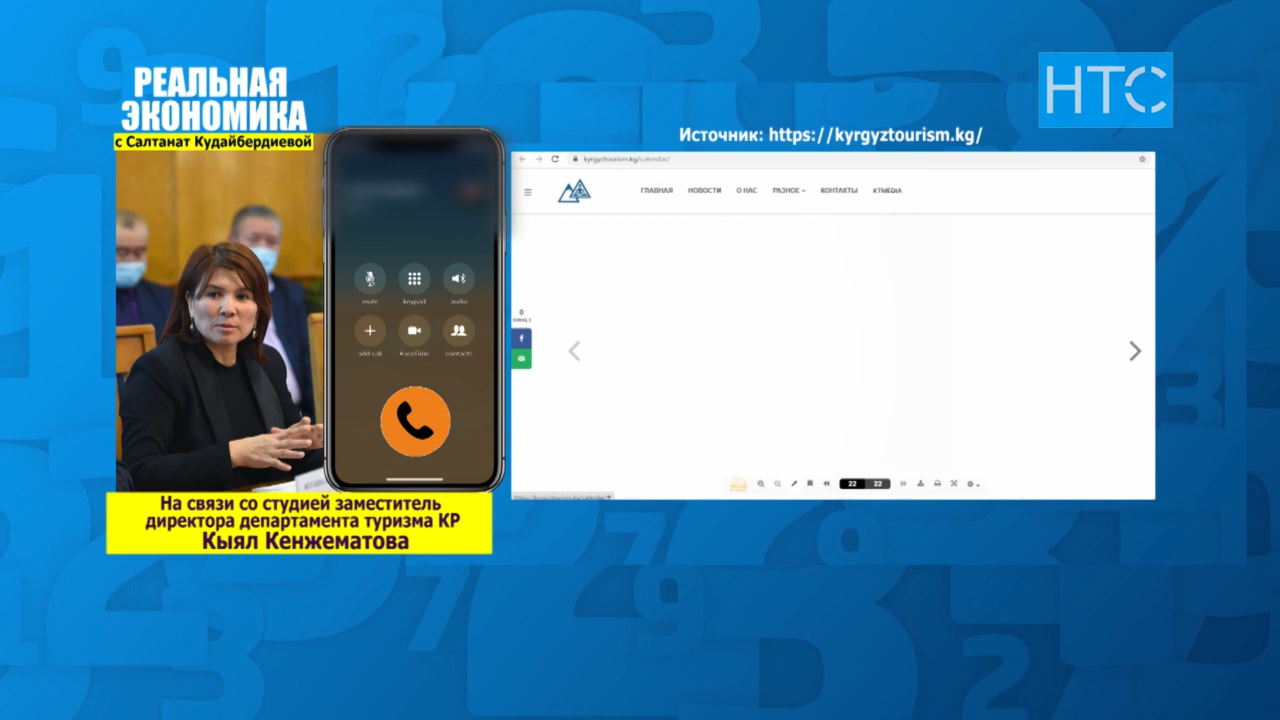 РЕАЛЬНАЯ
ЭКОНОМИКА
с Салтанат Кудайбердиевой
НТС
Источник: https://kyrgyztourism.kg/
kyrgyztourism.kg/calendar/
ГЛАВНАЯ НОВОСТИ О НАС РАЗНОЕ КОНТАКТЫ KTMEDIA
mute keypad audio
add call FaceTime contacts
0
22 22
На связи со студией заместитель
директора департамента туризма КР
Кыял Кенжематова